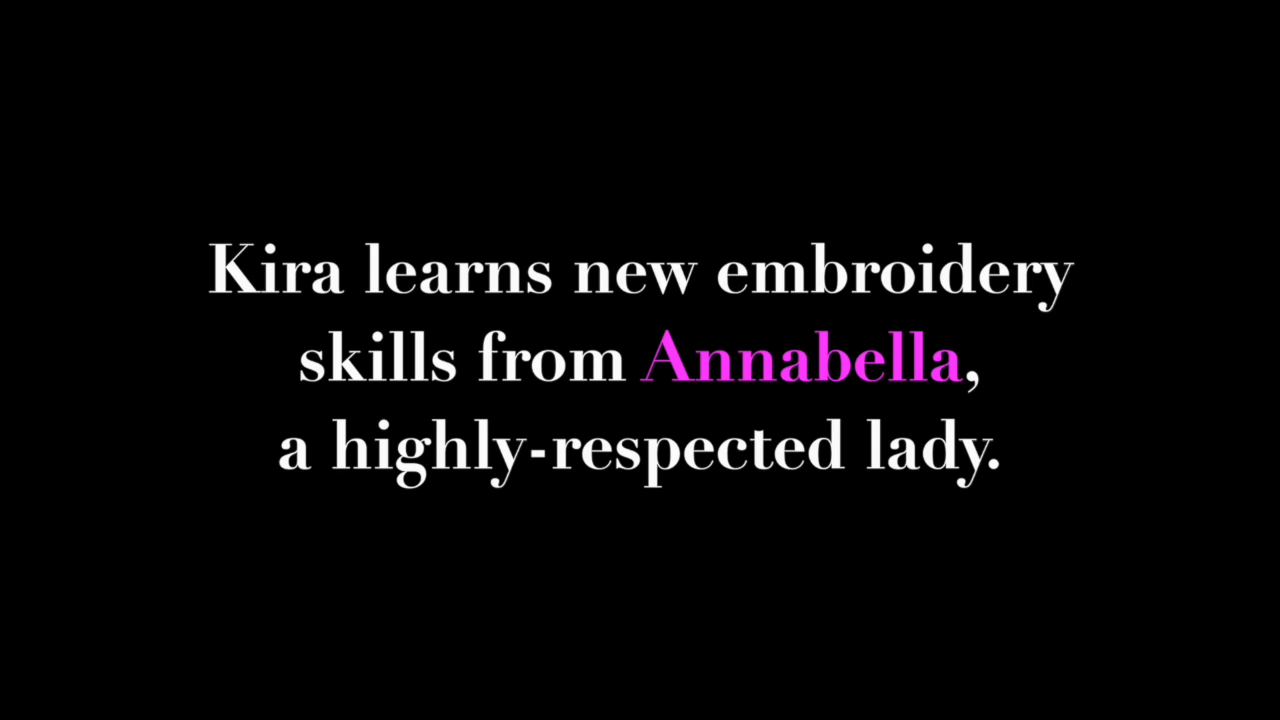 Kira learns new embroidery
skills from Annabella,
a highly-respected lady.